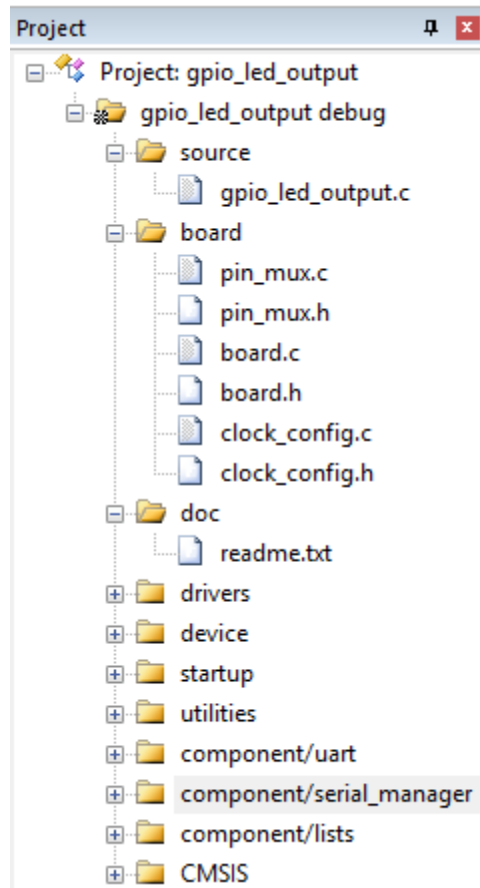 Project
Project: gpio_led_output
gpio_led_output debug
source
gpio_led_output.c
board
pin_mux.c
pin_mux.h
board.c
board.h
clock_config.c
clock_config.h
doc
readme.txt
drivers
device
startup
utilities
component/uart
component/serial_manager
component/lists
CMSIS